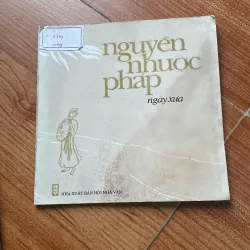 nguyễn
nhược
pháp
ngày xưa
NHÀ XUẤT BẢN HỘI NHÀ VĂN